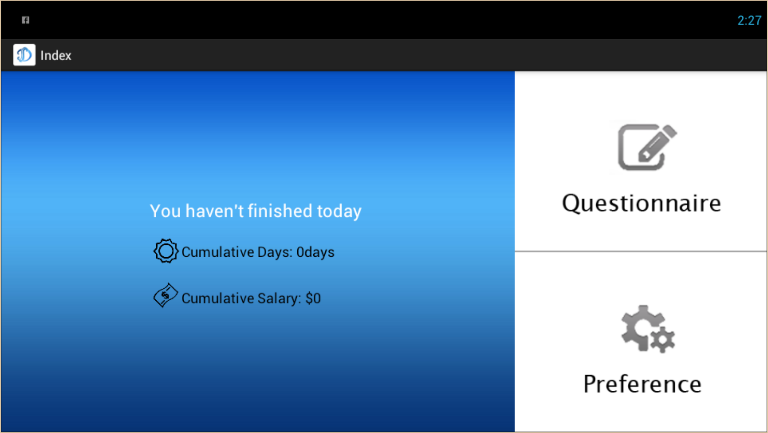 2:27
Index
You haven't finished today
Cumulative Days: 0days
Cumulative Salary: $0
Questionnaire
Preference